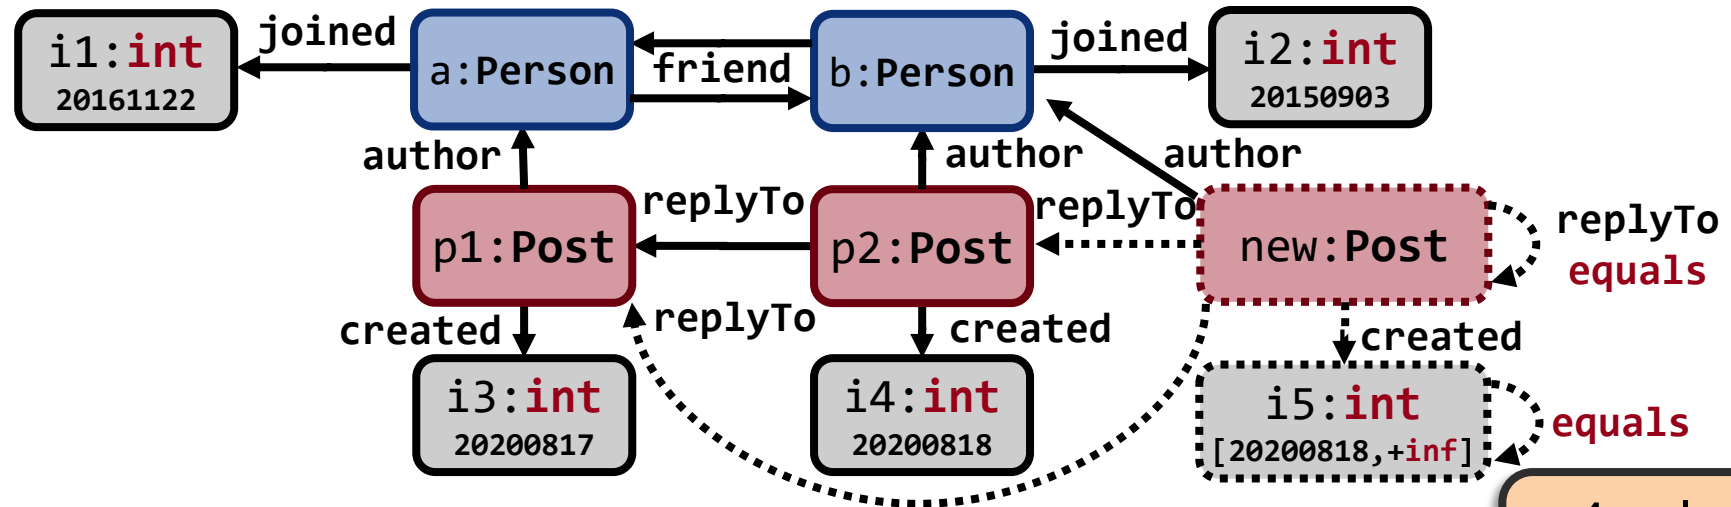 i1:int
20161122
joined
a:Person
friend
b:Person
joined
i2:int
20150903
author
author
author
p1:Post
replyTo
p2:Post
replyTo
new:Post
replyTo
equals
created
replyTo
created
created
i3:int
20200817
i4:int
20200818
i5:int
[20200818,+inf]
equals